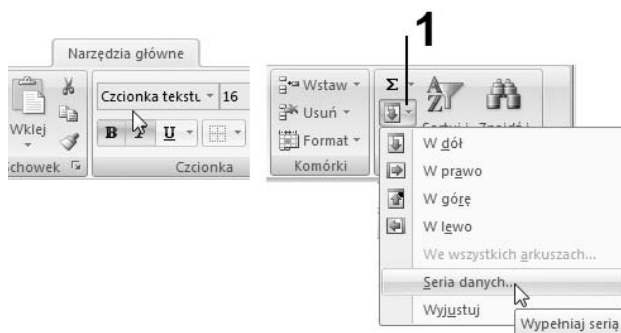 Narzędzia główne
Wklej
Schowek
Czcionka tekstu
16
B I U
Czcionka
1
Wstaw
Usuń
Format
Komórki
Σ
A
Z
W dół
W prawo
W górę
W lewo
We wszystkich arkuszach...
Seria danych...
Wyjustuj
Wypełniaj serią